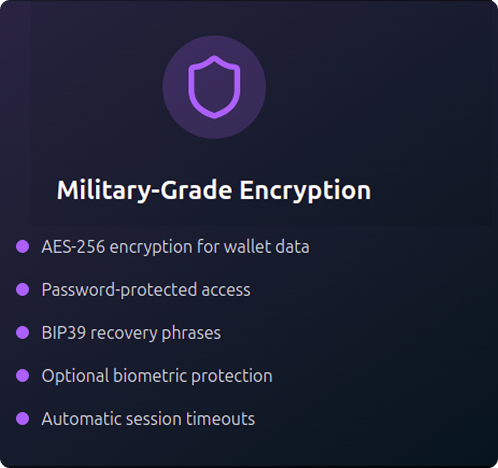 Military-Grade Encryption
AES-256 encryption for wallet data
Password-protected access
BIP39 recovery phrases
Optional biometric protection
Automatic session timeouts